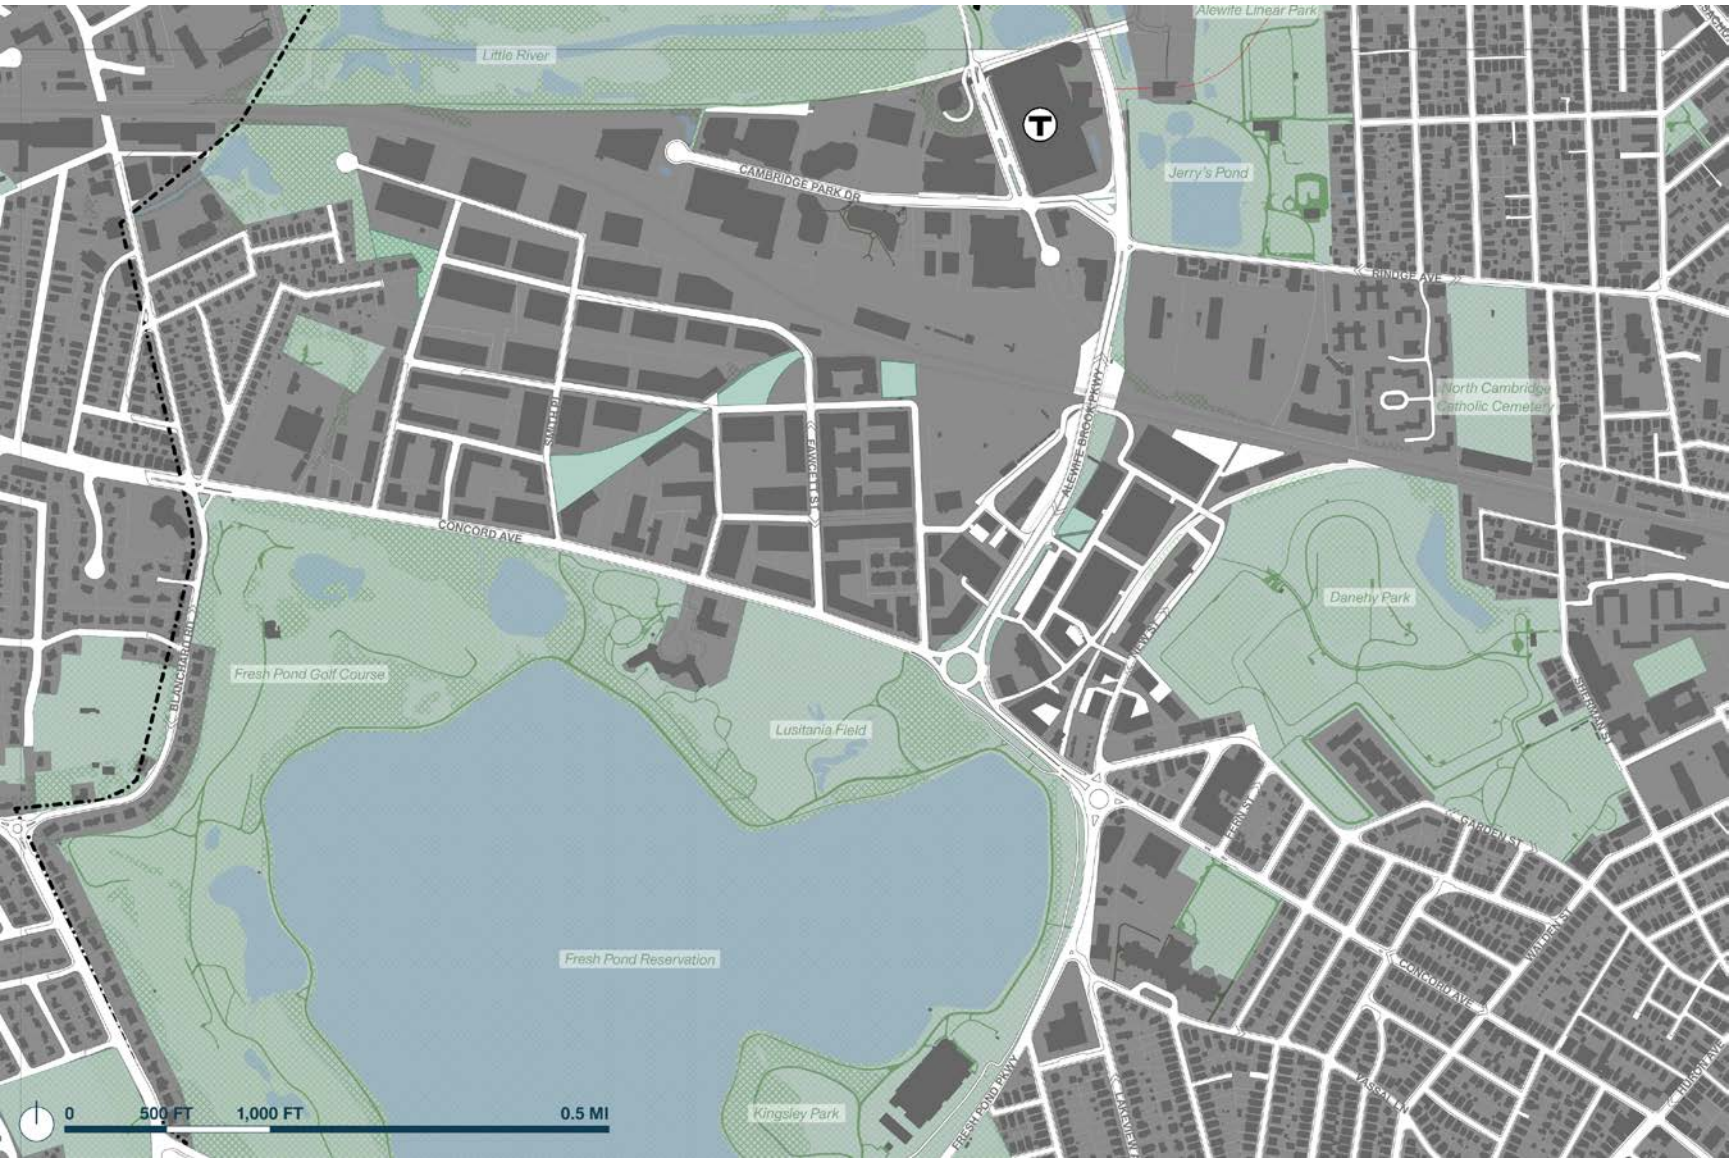 Alewife Linear Park
Little River
T
Jerry's Pond
CAMBRIDGE PARK DR
RINDGE AVE
North Cambridge
Catholic Cemetery
ALEWIFE BROOK PKWY
SMITH PL
FAWCETT ST
CONCORD AVE
Danehy Park
NEW ST
BLANCHARD RD
Fresh Pond Golf Course
SHERMAN ST
Lusitania Field
FERN ST
GARDEN ST
WALDEN ST
Fresh Pond Reservation
CONCORD AVE
HURON AVE
VASSAL LN
Kingsley Park
FRESH POND PKWY
LAKEVIEW
0 500 FT 1,000 FT 0.5 MI